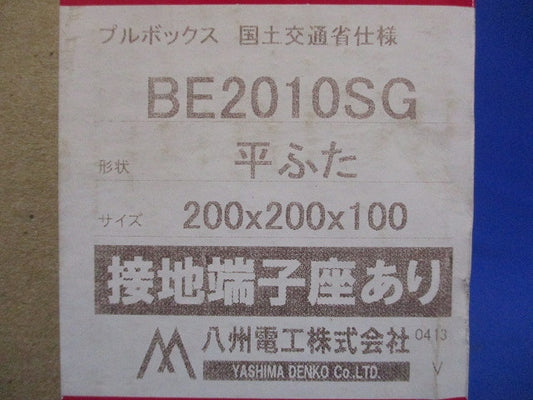 プルボックス 国土交通省仕様
BE2010SG
形状 平ふた
サイズ 200x200x100
接地端子座あり
八州電工株式会社 0413
YASHIMA DENKO Co.LTD. V